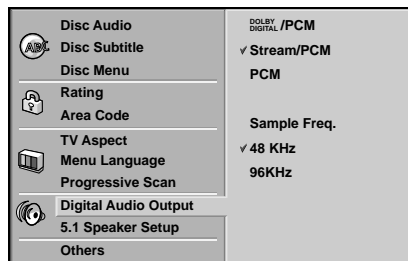 Disc Audio
ABC
Disc Subtitle
Disc Menu
Rating
?
Area Code
TV Aspect
Menu Language
Progressive Scan
Digital Audio Output
5.1 Speaker Setup
Others
DOLBY DIGITAL /PCM
Stream/PCM
PCM
Sample Freq.
48 KHz
96KHz